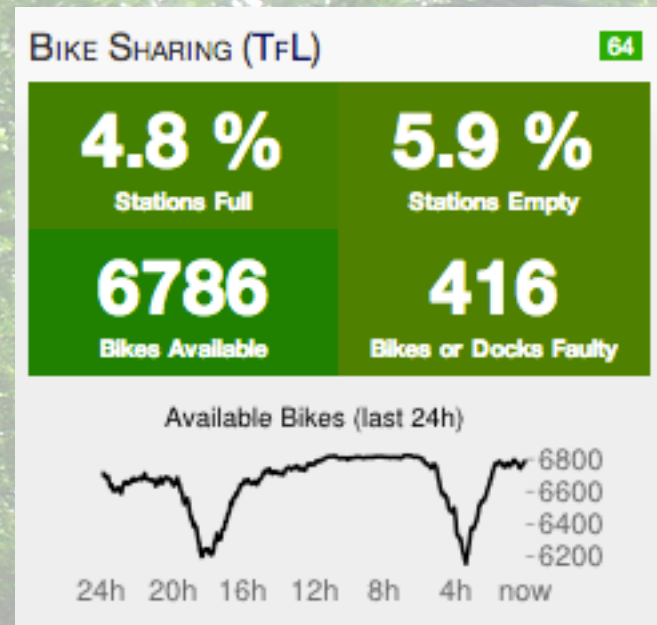 BIKE SHARING (TFL) 64
4.8 % 5.9 %
Stations Full Stations Empty
6786 416
Bikes Available Bikes or Docks Faulty
Available Bikes (last 24h)
6800
6600
6400
6200
24h 20h 16h 12h 8h 4h now